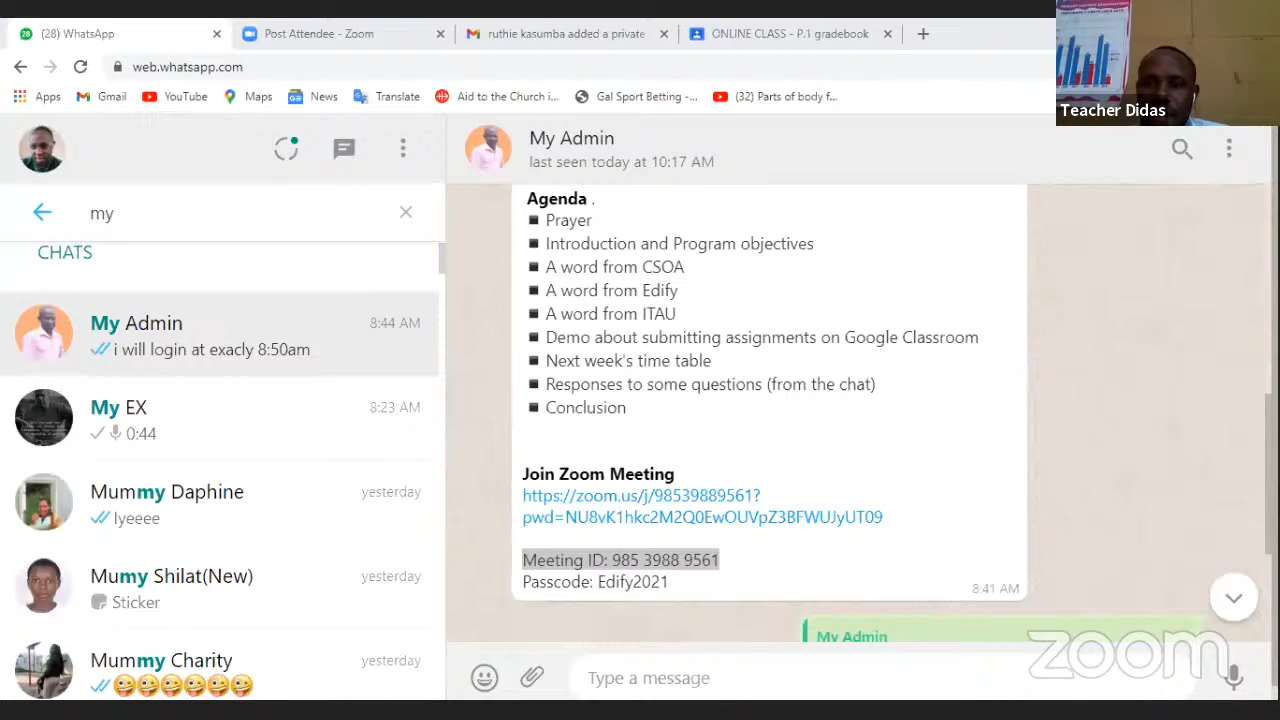 (28) WhatsApp
Post Attendee - Zoom
ruthie kasumba added a private
ONLINE CLASS - P.1 gradebook
web.whatsapp.com
Apps
Gmail
YouTube
Maps
News
Translate
Aid to the Church i...
Gal Sport Betting -...
(32) Parts of body f...
Teacher Didas
My Admin
last seen today at 10:17 AM
my
CHATS
My Admin
8:44 AM
i will login at exacly 8:50am
My EX
8:23 AM
0:44
Mummy Daphine
yesterday
Iyeeee
Mumy Shilat(New)
yesterday
Sticker
Mummy Charity
yesterday
Agenda .
Prayer
Introduction and Program objectives
A word from CSOA
A word from Edify
A word from ITAU
Demo about submitting assignments on Google Classroom
Next week's time table
Responses to some questions (from the chat)
Conclusion
Join Zoom Meeting
https://zoom.us/j/98539889561?
pwd=NU8vK1hkc2M2Q0EwOUVpZ3BFWUJyUT09
Meeting ID: 985 3988 9561
Passcode: Edify2021
8:41 AM
My Admin
Type a message
zoom